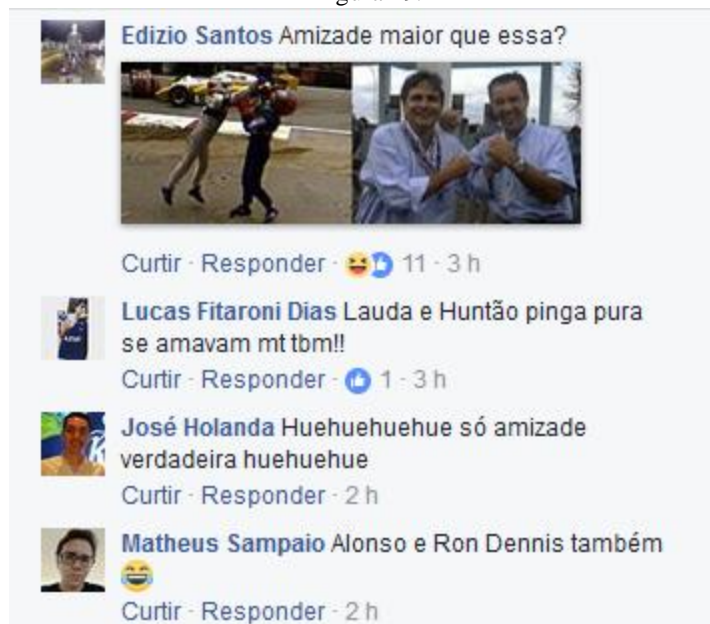 Edizio Santos Amizade maior que essa?
Curtir · Responder · 11 · 3 h
Lucas Fitaroni Dias Lauda e Huntão pinga pura
se amavam mt tbm!!
Curtir · Responder · 1 · 3 h
José Holanda Huehuehuehue só amizade
verdadeira huehuehue
Curtir · Responder · 2 h
Matheus Sampaio Alonso e Ron Dennis também
😂
Curtir · Responder · 2 h